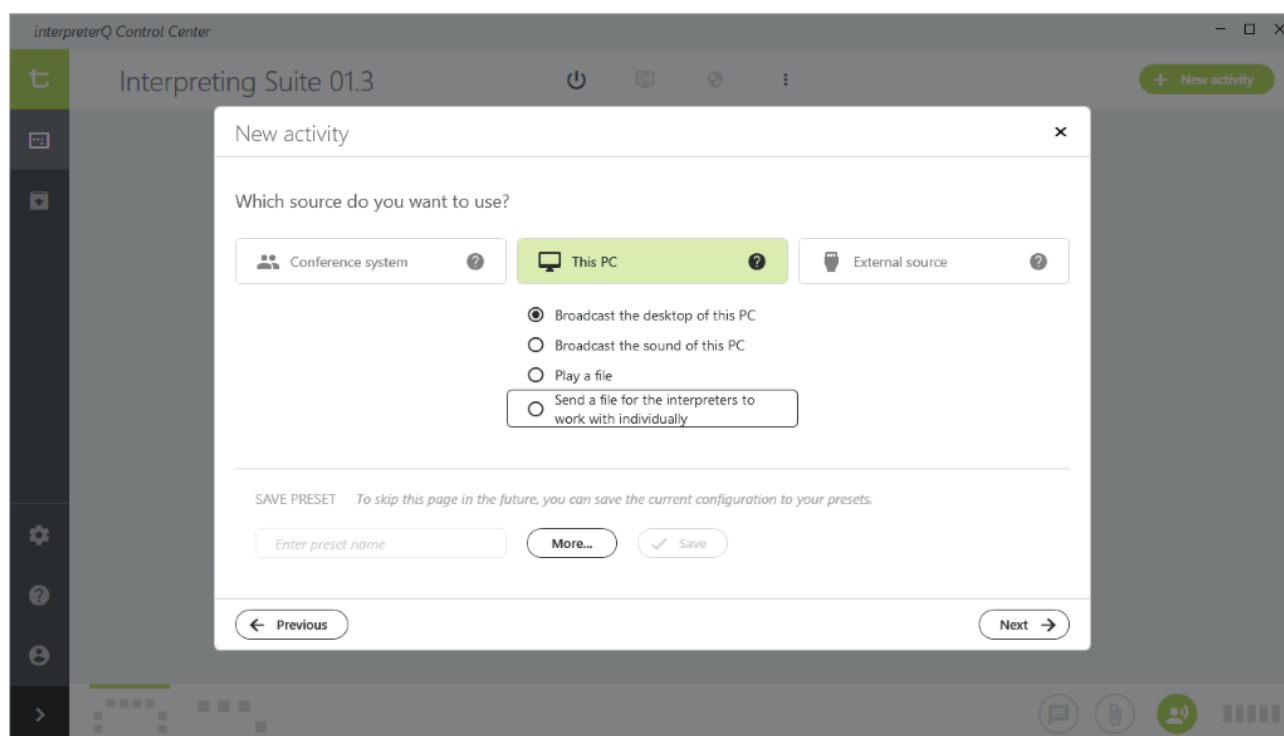 interpreterQ Control Center
Interpreting Suite 01.3
+ New activity
New activity
Which source do you want to use?
Conference system
This PC
External source
Broadcast the desktop of this PC
Broadcast the sound of this PC
Play a file
Send a file for the interpreters to
work with individually
SAVE PRESET To skip this page in the future, you can save the current configuration to your presets.
Enter preset name
More...
Save
Previous
Next